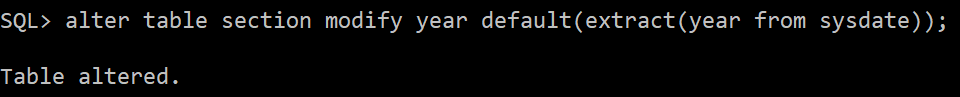 SQL> alter table section modify year default(extract(year from sysdate));
Table altered.